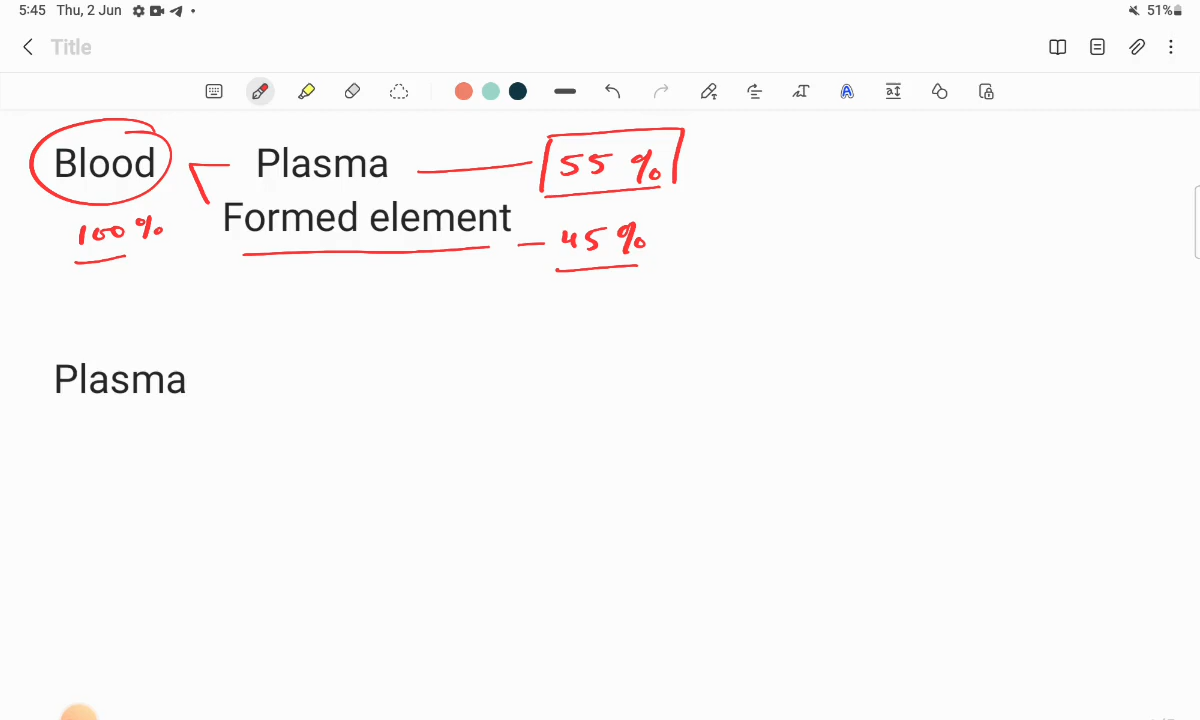 5:45 Thu, 2 Jun 51%
Title
Blood Plasma 55 %
100 % Formed element 45 %
Plasma